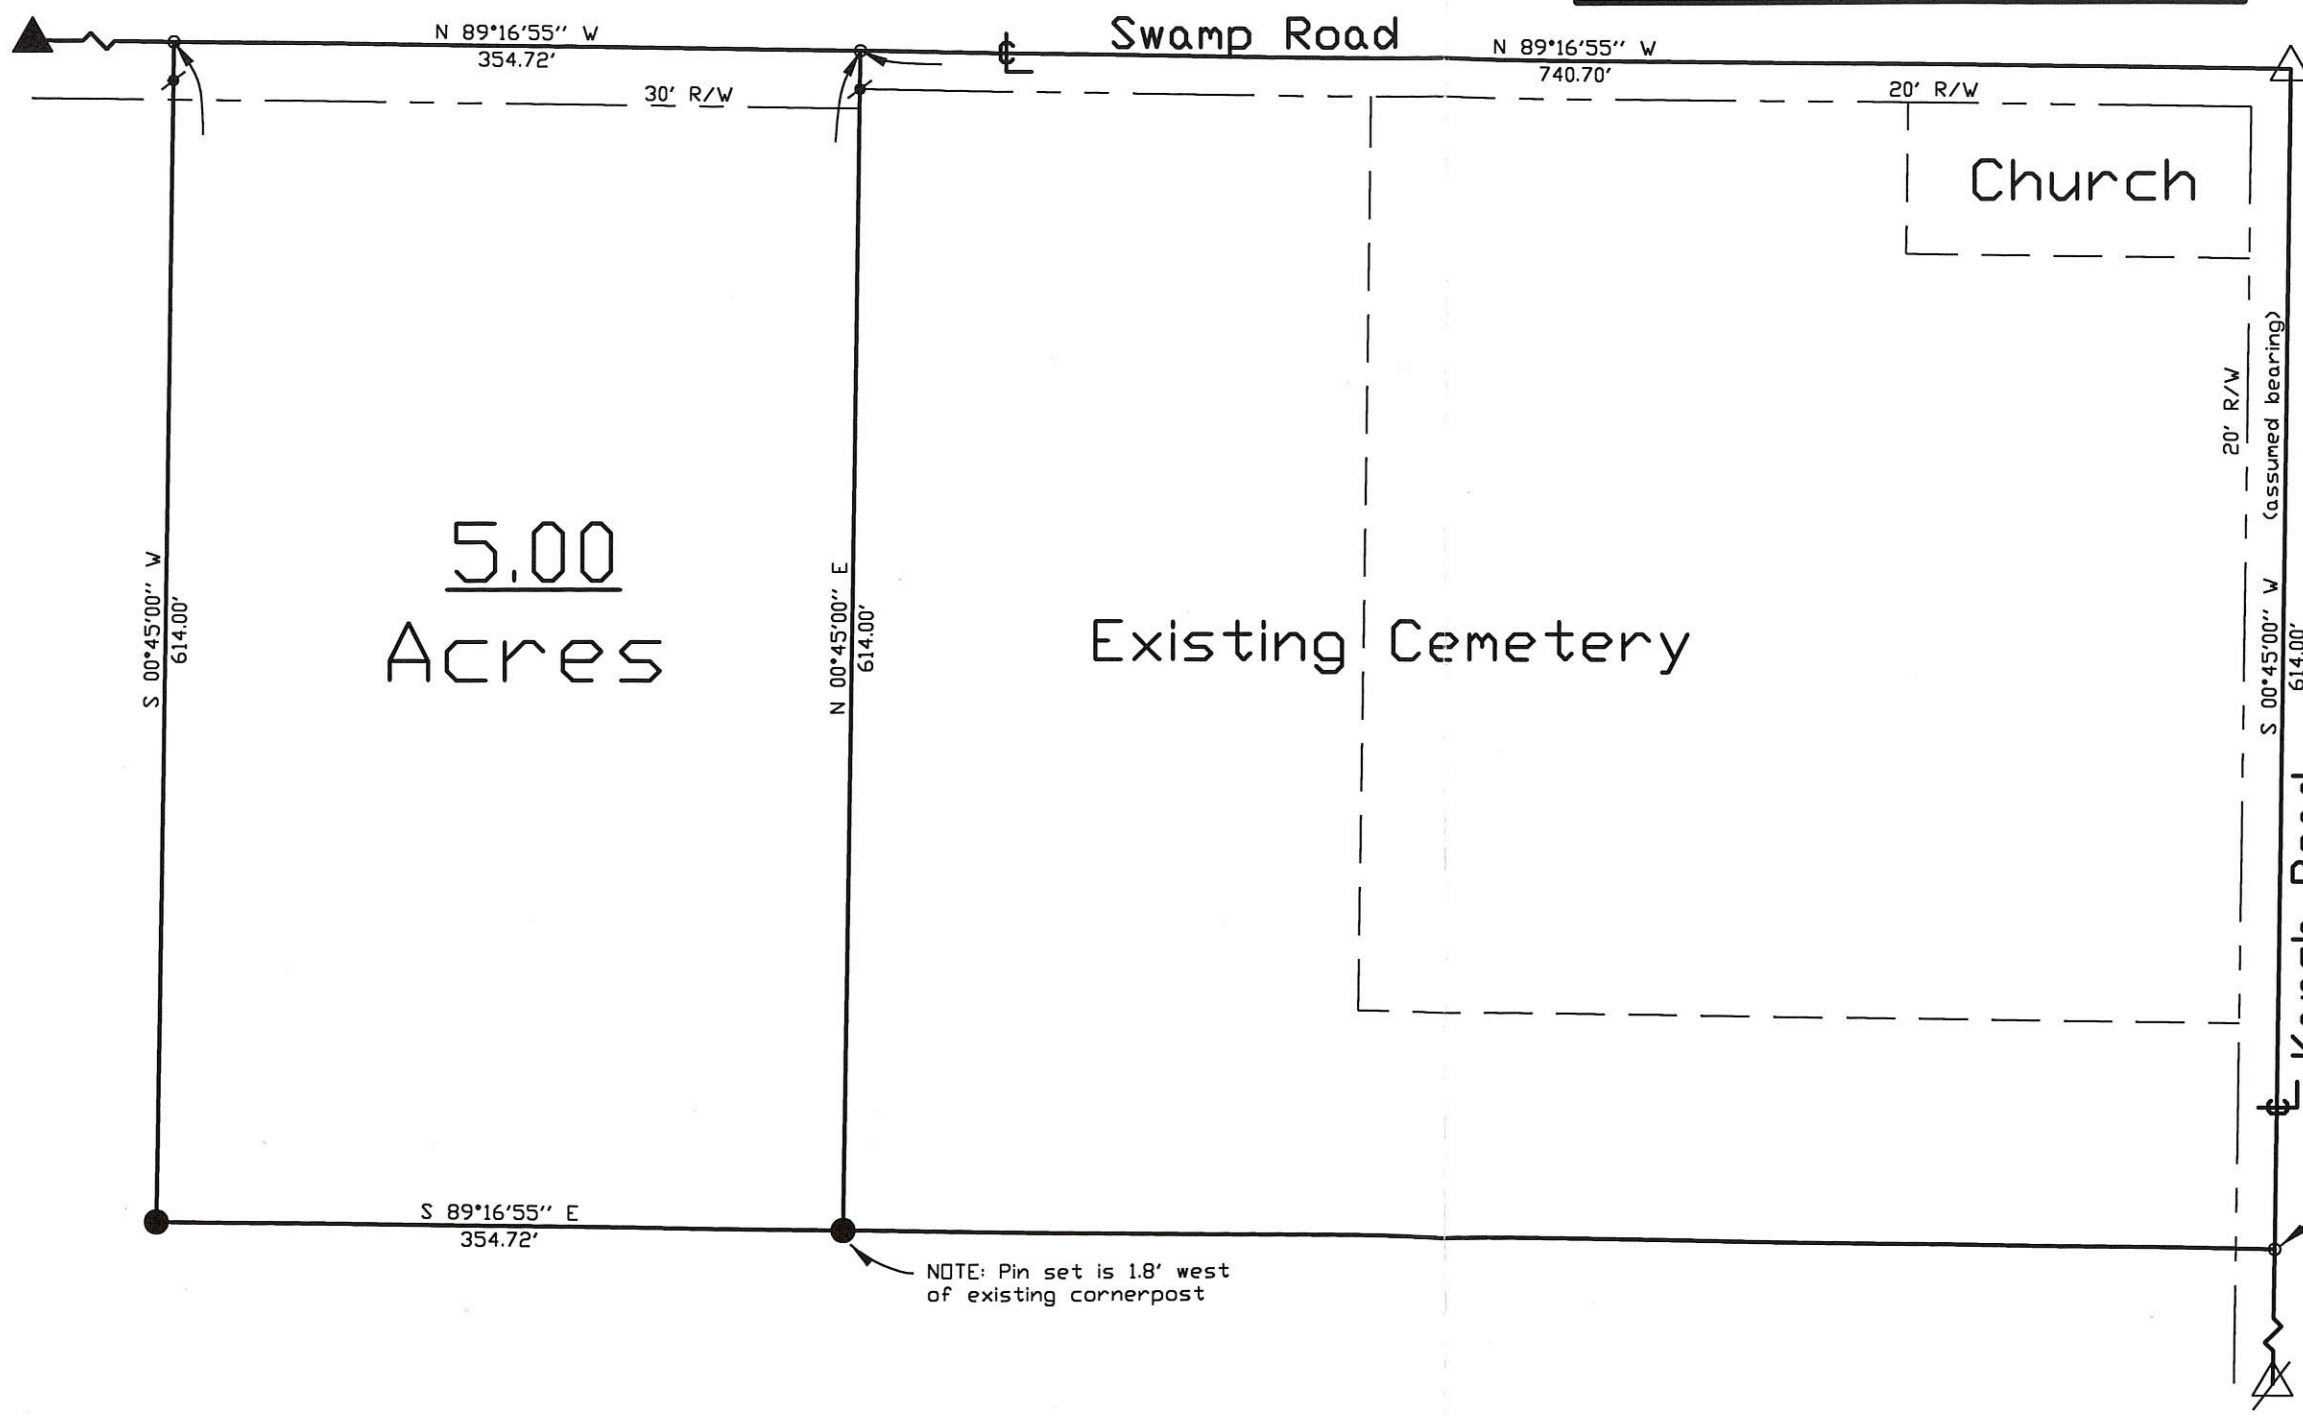 N 89°16'55'' W
354.72'
Swamp Road
N 89°16'55'' W
740.70'
30' R/W
20' R/W
Church
20' R/W
(assumed bearing)
5.00
Acres
S 00°45'00'' W
614.00'
N 00°45'00'' E
614.00'
Existing Cemetery
S 00°45'00'' W
614.00'
Road
S 89°16'55'' E
354.72'
NOTE: Pin set is 1.8' west
of existing cornerpost